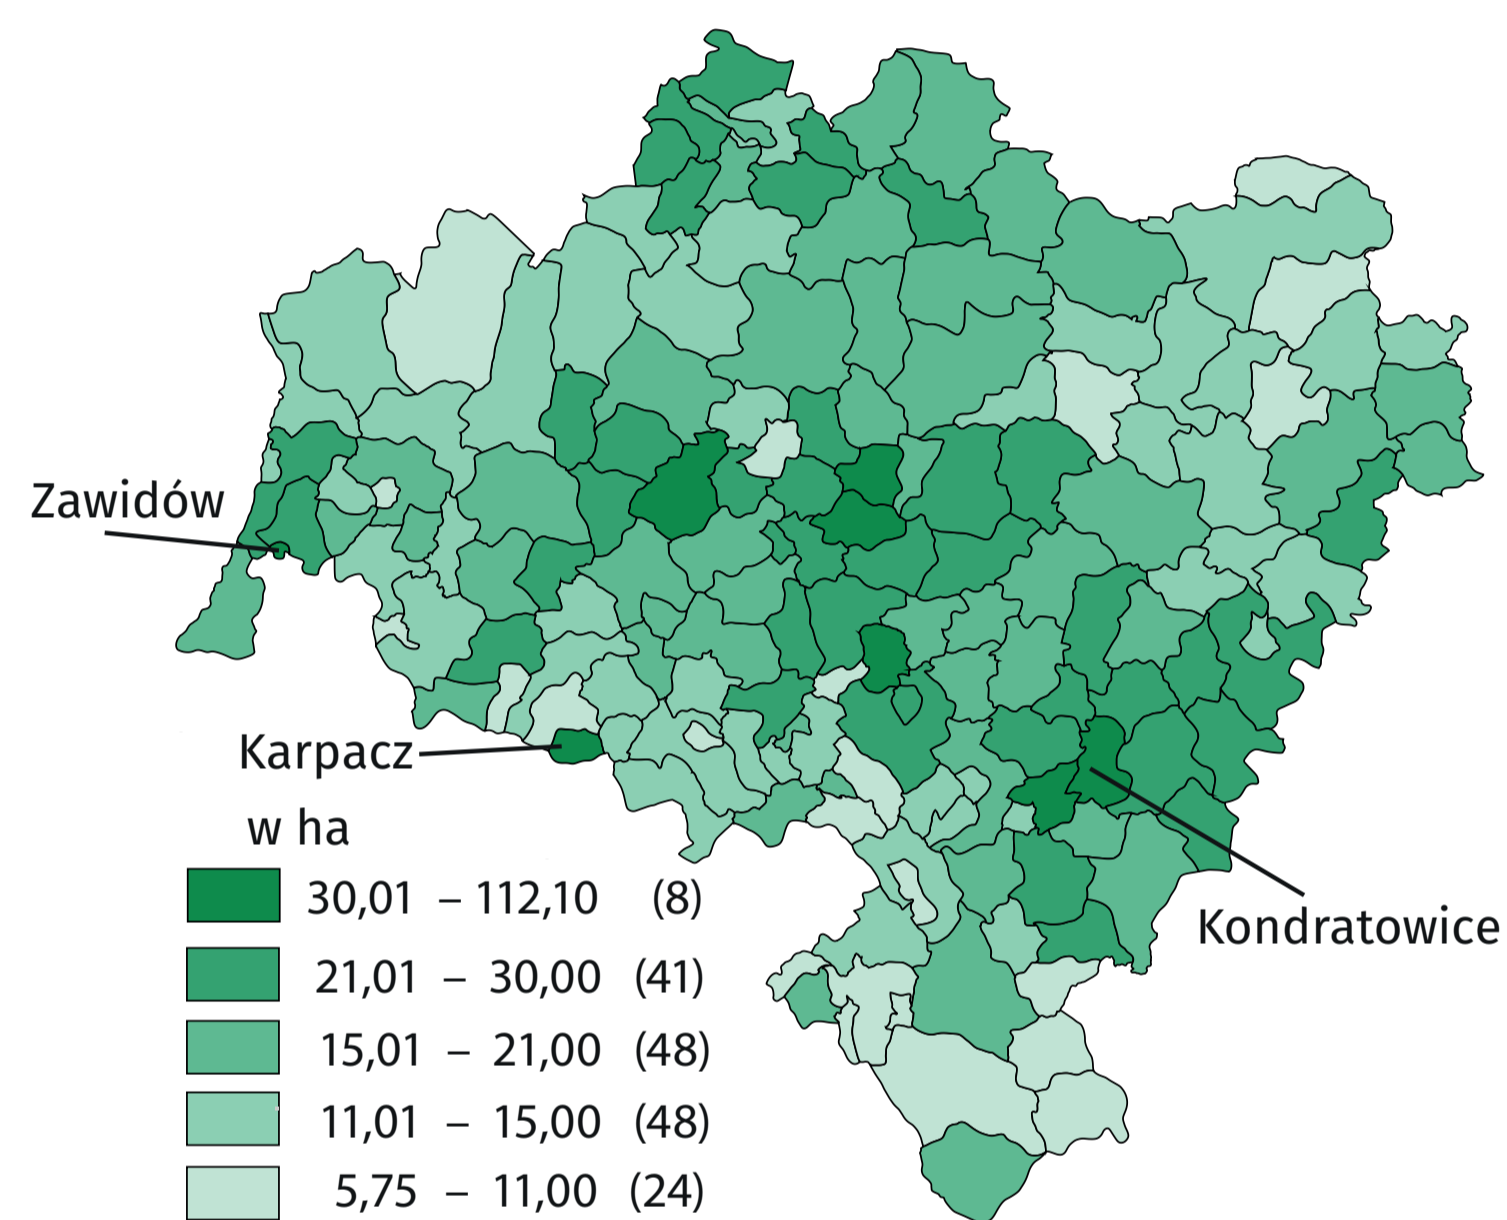 Zawidów
Karpacz
Kondratowice
w ha
30,01 – 112,10 (8)
21,01 – 30,00 (41)
15,01 – 21,00 (48)
11,01 – 15,00 (48)
5,75 – 11,00 (24)